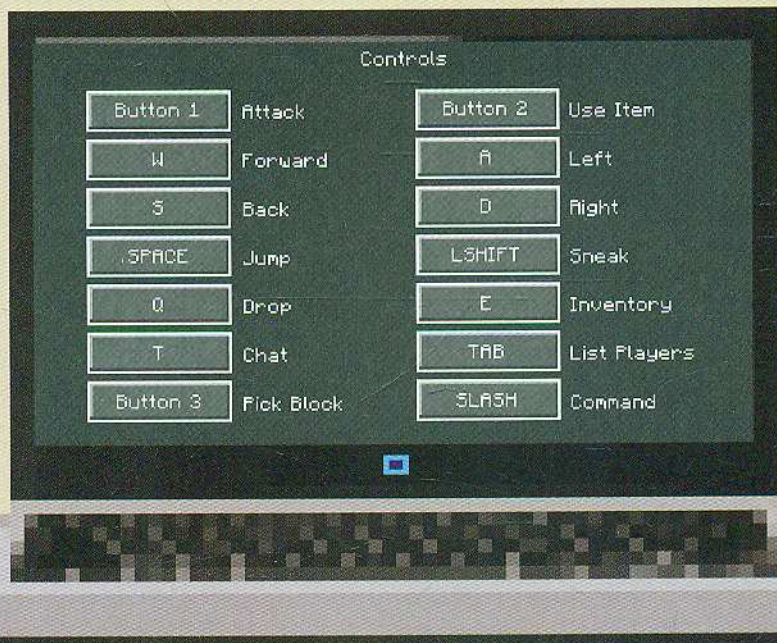 Controls
Button 1 Attack Button 2 Use Item
W Forward A Left
S Back D Right
SPACE Jump LSHIFT Sneak
Q Drop E Inventory
T Chat TAB List Players
Button 3 Pick Block SLASH Command